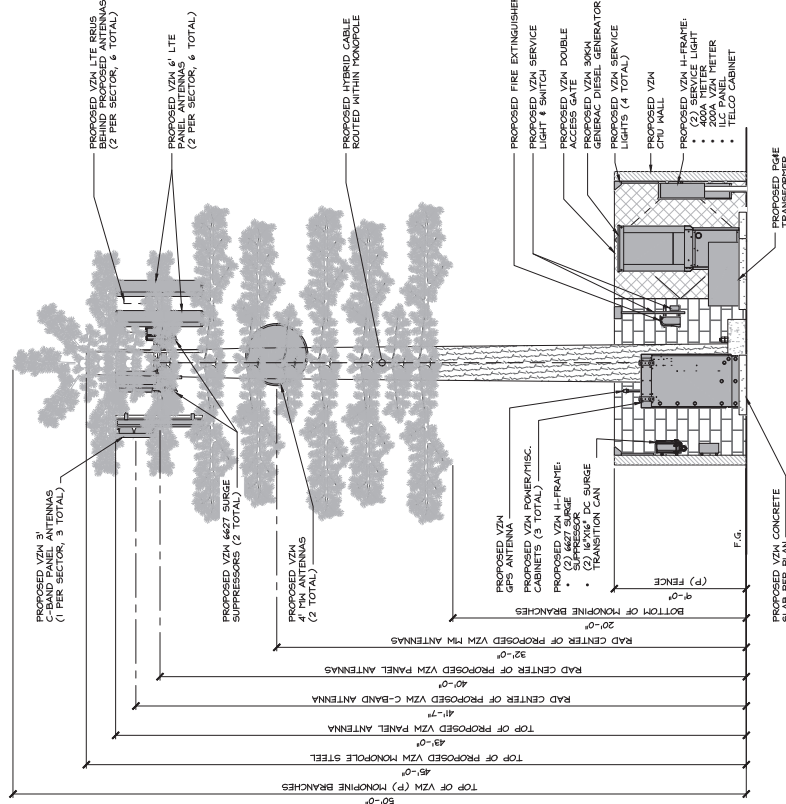 PROPOSED VZW LTE RRUS
BEHIND PROPOSED ANTENNAS
(2 PER SECTOR, 6 TOTAL)
PROPOSED VZW 6' LTE
PANEL ANTENNAS
(2 PER SECTOR, 6 TOTAL)
PROPOSED HYBRID CABLE
ROUTED WITHIN MONOPOLE
PROPOSED FIRE EXTINGUISHER
PROPOSED VZW SERVICE
LIGHT & SWITCH
PROPOSED VZW DOUBLE
ACCESS GATE
PROPOSED VZW 30KW
GENERAC DIESEL GENERATOR
PROPOSED VZW SERVICE
LIGHTS (4 TOTAL)
PROPOSED VZW
CMU WALL
PROPOSED VZW H-FRAME:
• (2) SERVICE LIGHT
• 400A METER
• 200A VZW METER
• ILC PANEL
• TELCO CABINET
PROPOSED PG&E
TRANSFORMER
PROPOSED VZW 3'
C-BAND PANEL ANTENNAS
(1 PER SECTOR, 3 TOTAL)
PROPOSED VZW 6627 SURGE
SUPPRESSORS (2 TOTAL)
PROPOSED VZW
4' MW ANTENNAS
(2 TOTAL)
PROPOSED VZW
GPS ANTENNA
PROPOSED VZW POWER/MISC.
CABINETS (3 TOTAL)
PROPOSED VZW H-FRAME:
• (2) 6627 SURGE
SUPPRESSOR
• (2) 16"X16" DC SURGE
TRANSITION CAN
F.G.
PROPOSED VZW CONCRETE
SLAB PER PLAN
9'-0"
(P) FENCE
20'-0"
BOTTOM OF MONOPINE BRANCHES
32'-0"
RAD CENTER OF PROPOSED VZW MW ANTENNAS
40'-0"
RAD CENTER OF PROPOSED VZW PANEL ANTENNAS
41'-7"
RAD CENTER OF PROPOSED VZW C-BAND ANTENNA
43'-0"
TOP OF PROPOSED VZW PANEL ANTENNA
45'-0"
TOP OF PROPOSED VZW MONOPOLE STEEL
50'-0"
TOP OF VZW (P) MONOPINE BRANCHES